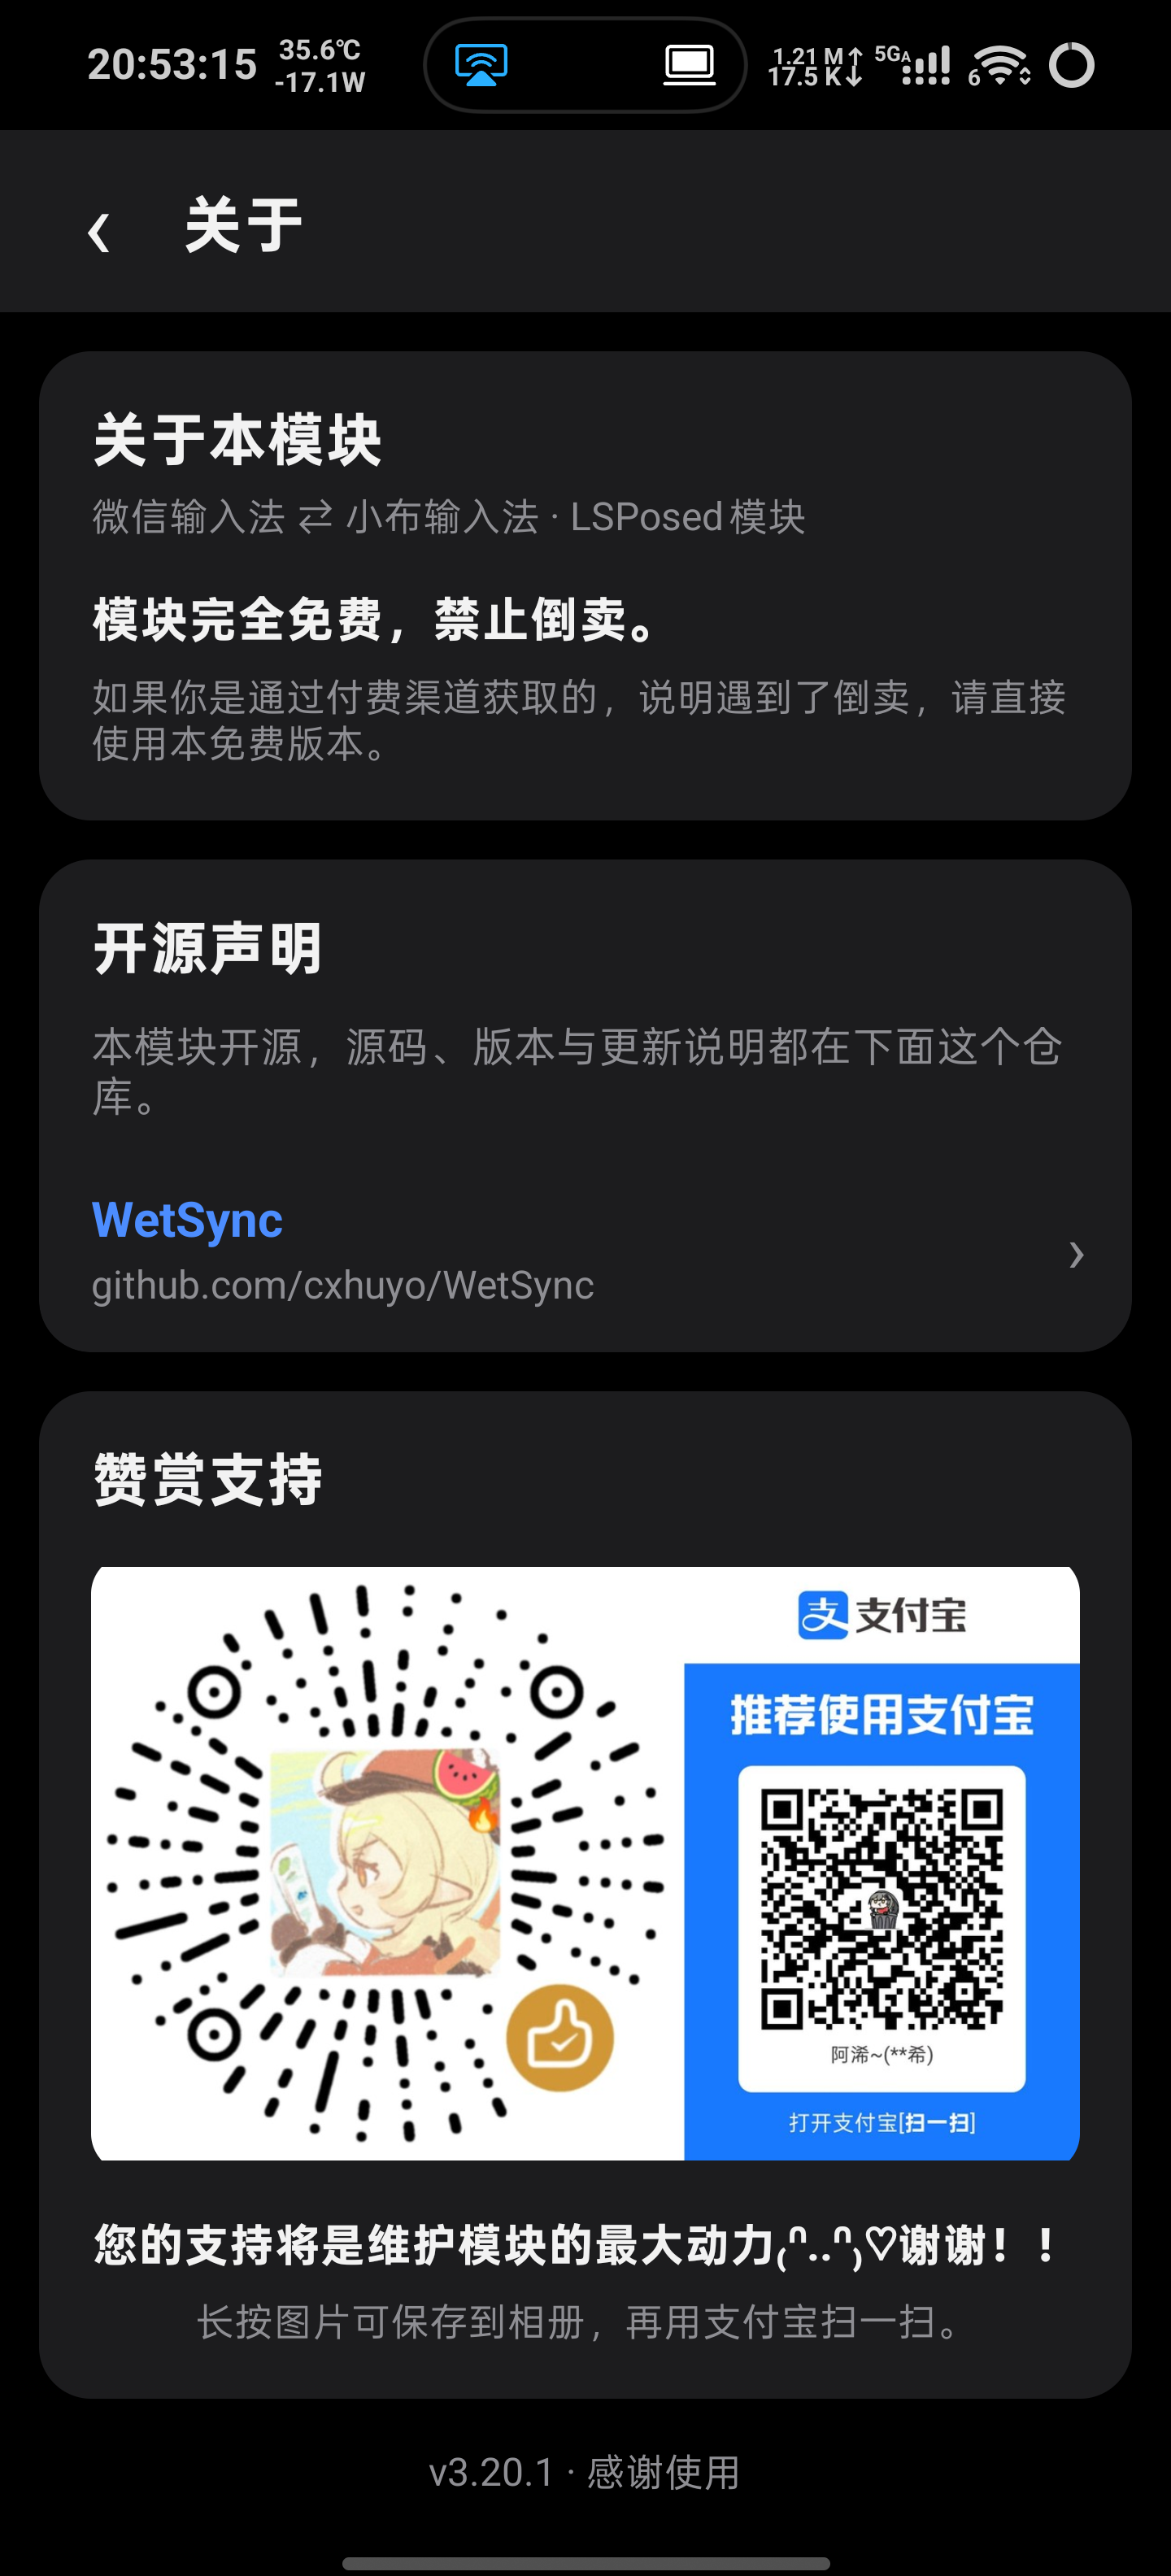 20:53:15
35.6℃
-17.1W
1.21 M↑
17.5 K↓
5GA
6
关于
关于本模块
微信输入法 ⇄ 小布输入法 · LSPosed 模块
模块完全免费，禁止倒卖。
如果你是通过付费渠道获取的，说明遇到了倒卖，请直接
使用本免费版本。
开源声明
本模块开源，源码、版本与更新说明都在下面这个仓
库。
WetSync
github.com/cxhuyo/WetSync
赞赏支持
支付宝
推荐使用支付宝
阿浠~(**希)
打开支付宝[扫一扫]
您的支持将是维护模块的最大动力₍ᐢ..ᐢ₎♡谢谢！！
长按图片可保存到相册，再用支付宝扫一扫。
v3.20.1 · 感谢使用